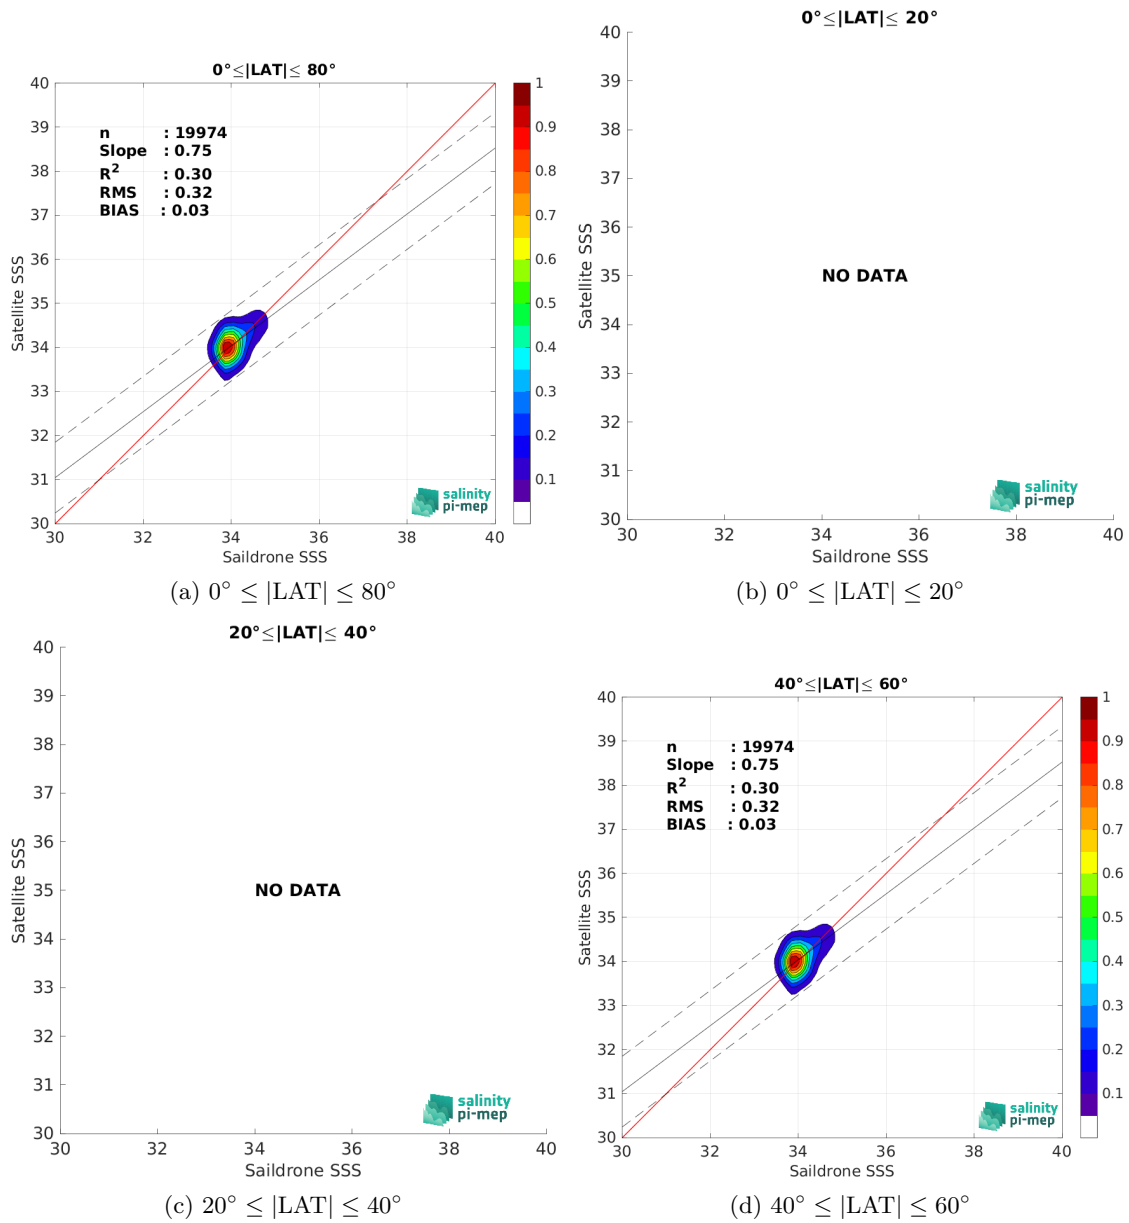 0°≤|LAT|≤ 80°
40
39
38
37
36
35
34
33
32
31
30
30
32
34
36
38
40
Satellite SSS
Saildrone SSS
n : 19974
Slope : 0.75
R² : 0.30
RMS : 0.32
BIAS : 0.03
salinity
pi-mep
1
0.9
0.8
0.7
0.6
0.5
0.4
0.3
0.2
0.1
(a) 0° ≤ |LAT| ≤ 80°
0°≤|LAT|≤ 20°
40
39
38
37
36
35
34
33
32
31
30
30
32
34
36
38
40
Satellite SSS
Saildrone SSS
NO DATA
salinity
pi-mep
(b) 0° ≤ |LAT| ≤ 20°
20°≤|LAT|≤ 40°
40
39
38
37
36
35
34
33
32
31
30
30
32
34
36
38
40
Satellite SSS
Saildrone SSS
NO DATA
salinity
pi-mep
(c) 20° ≤ |LAT| ≤ 40°
40°≤|LAT|≤ 60°
40
39
38
37
36
35
34
33
32
31
30
30
32
34
36
38
40
Satellite SSS
Saildrone SSS
n : 19974
Slope : 0.75
R² : 0.30
RMS : 0.32
BIAS : 0.03
salinity
pi-mep
1
0.9
0.8
0.7
0.6
0.5
0.4
0.3
0.2
0.1
(d) 40° ≤ |LAT| ≤ 60°